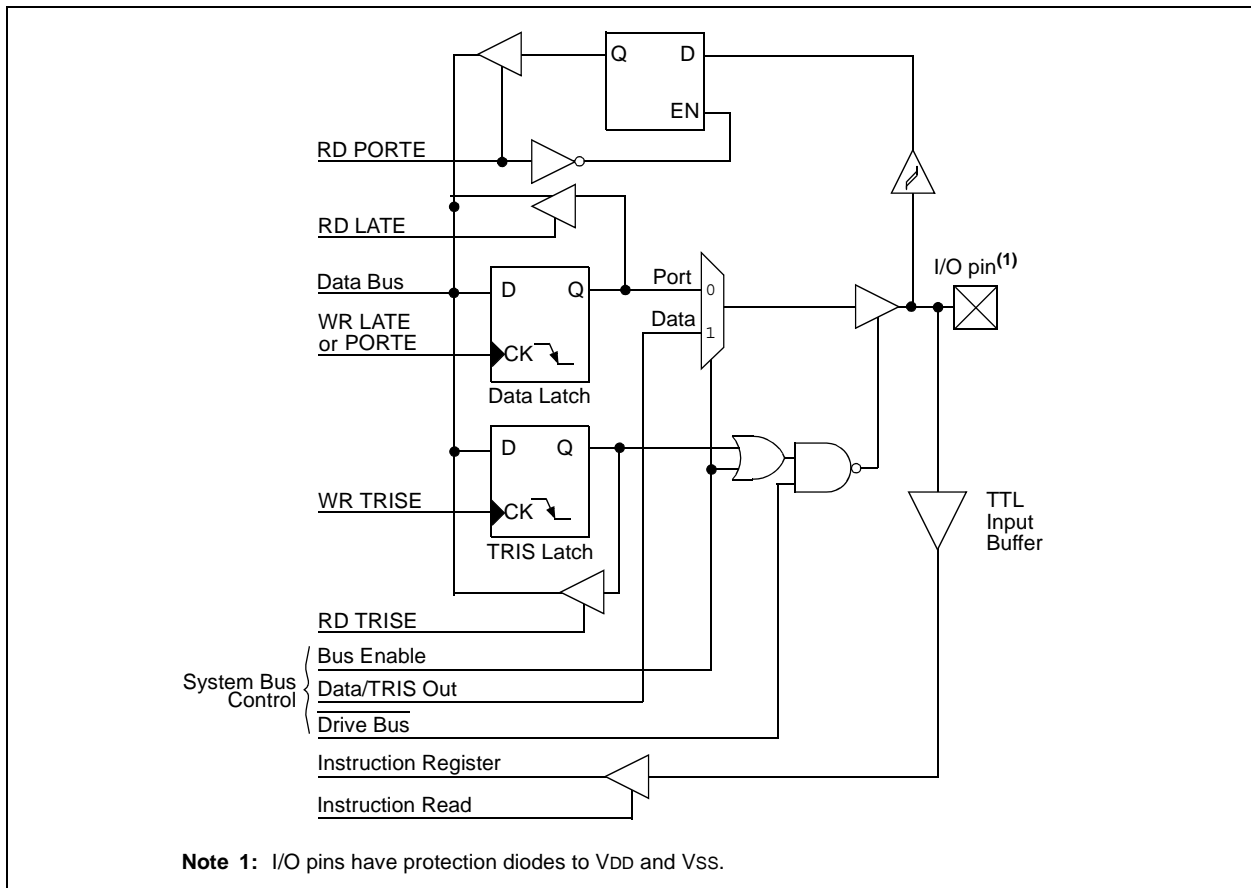 Q D
EN
RD PORTE
RD LATE
I/O pin(1)
Data Bus
D Q
Port
0
WR LATE
or PORTE
Data
1
CK
Data Latch
D Q
WR TRISE
CK
TRIS Latch
TTL
Input
Buffer
RD TRISE
System Bus
Control
Bus Enable
Data/TRIS Out
Drive Bus
Instruction Register
Instruction Read
Note 1: I/O pins have protection diodes to VDD and VSS.